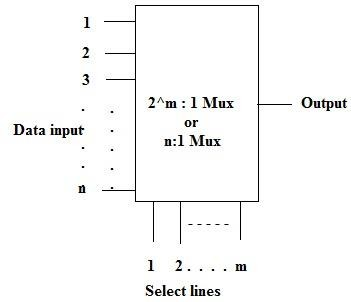 1
2
3
2^m : 1 Mux
or
n:1 Mux
Output
Data input
n
1 2 . . . . m
Select lines